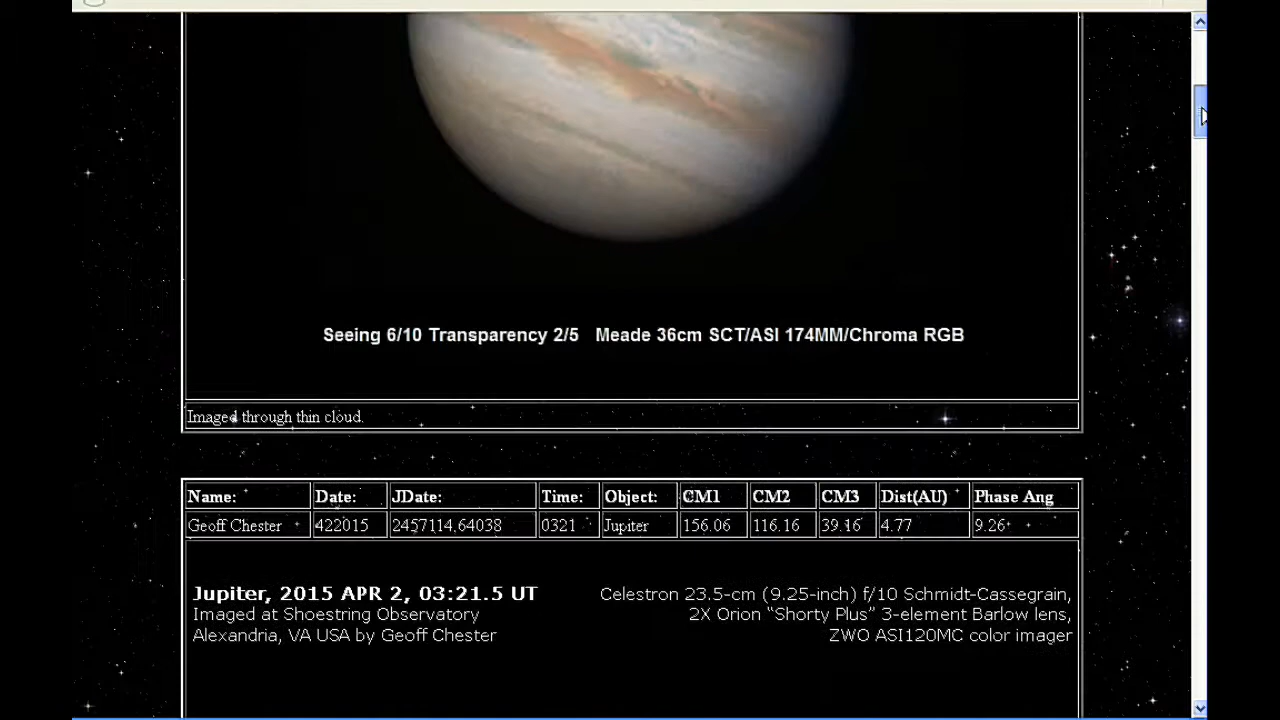 Seeing 6/10 Transparency 2/5 Meade 36cm SCT/ASI 174MM/Chroma RGB
Imaged through thin cloud.
Name: Date: JDate: Time: Object: CM1 CM2 CM3 Dist(AU) Phase Ang
Geoff Chester 422015 2457114.64038 0321 Jupiter 156.06 116.16 39.16 4.77 9.26
Jupiter, 2015 APR 2, 03:21.5 UT
Imaged at Shoestring Observatory
Alexandria, VA USA by Geoff Chester
Celestron 23.5-cm (9.25-inch) f/10 Schmidt-Cassegrain,
2X Orion “Shorty Plus” 3-element Barlow lens,
ZWO ASI120MC color imager